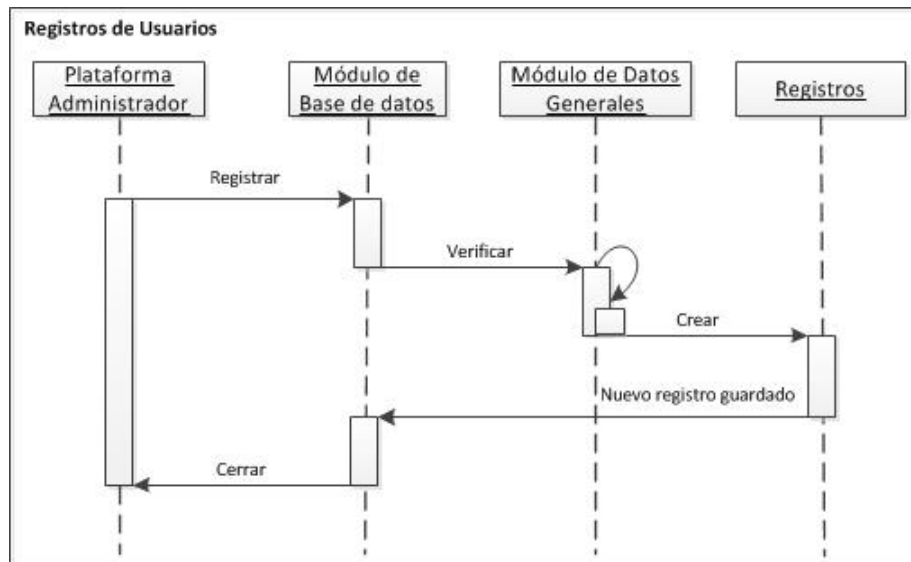 Registros de Usuarios
Plataforma
Administrador
Módulo de
Base de datos
Módulo de Datos
Generales
Registros
Registrar
Verificar
Crear
Nuevo registro guardado
Cerrar